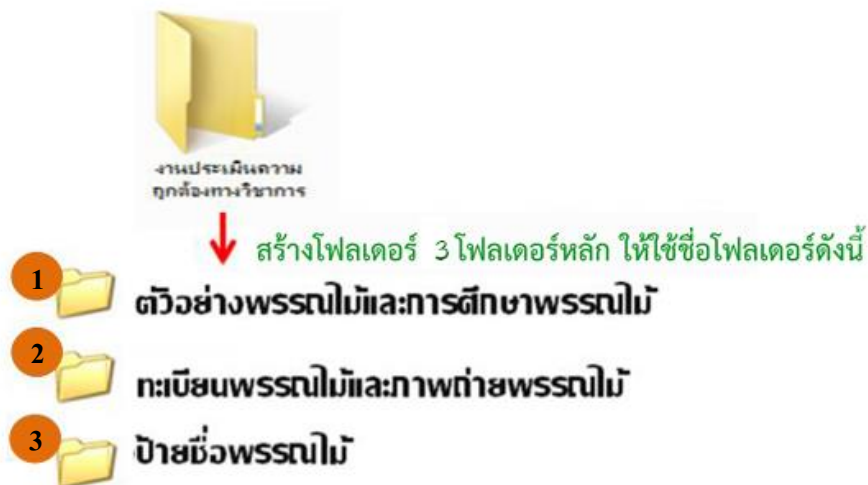 งานประเมินความ
ถูกต้องทางวิชาการ
สร้างโฟลเดอร์ 3 โฟลเดอร์หลัก ให้ใช้ชื่อโฟลเดอร์ดังนี้
1 ตัวอย่างพรรณไม้และการศึกษาพรรณไม้
2 ทะเบียนพรรณไม้และภาพถ่ายพรรณไม้
3 ป้ายชื่อพรรณไม้